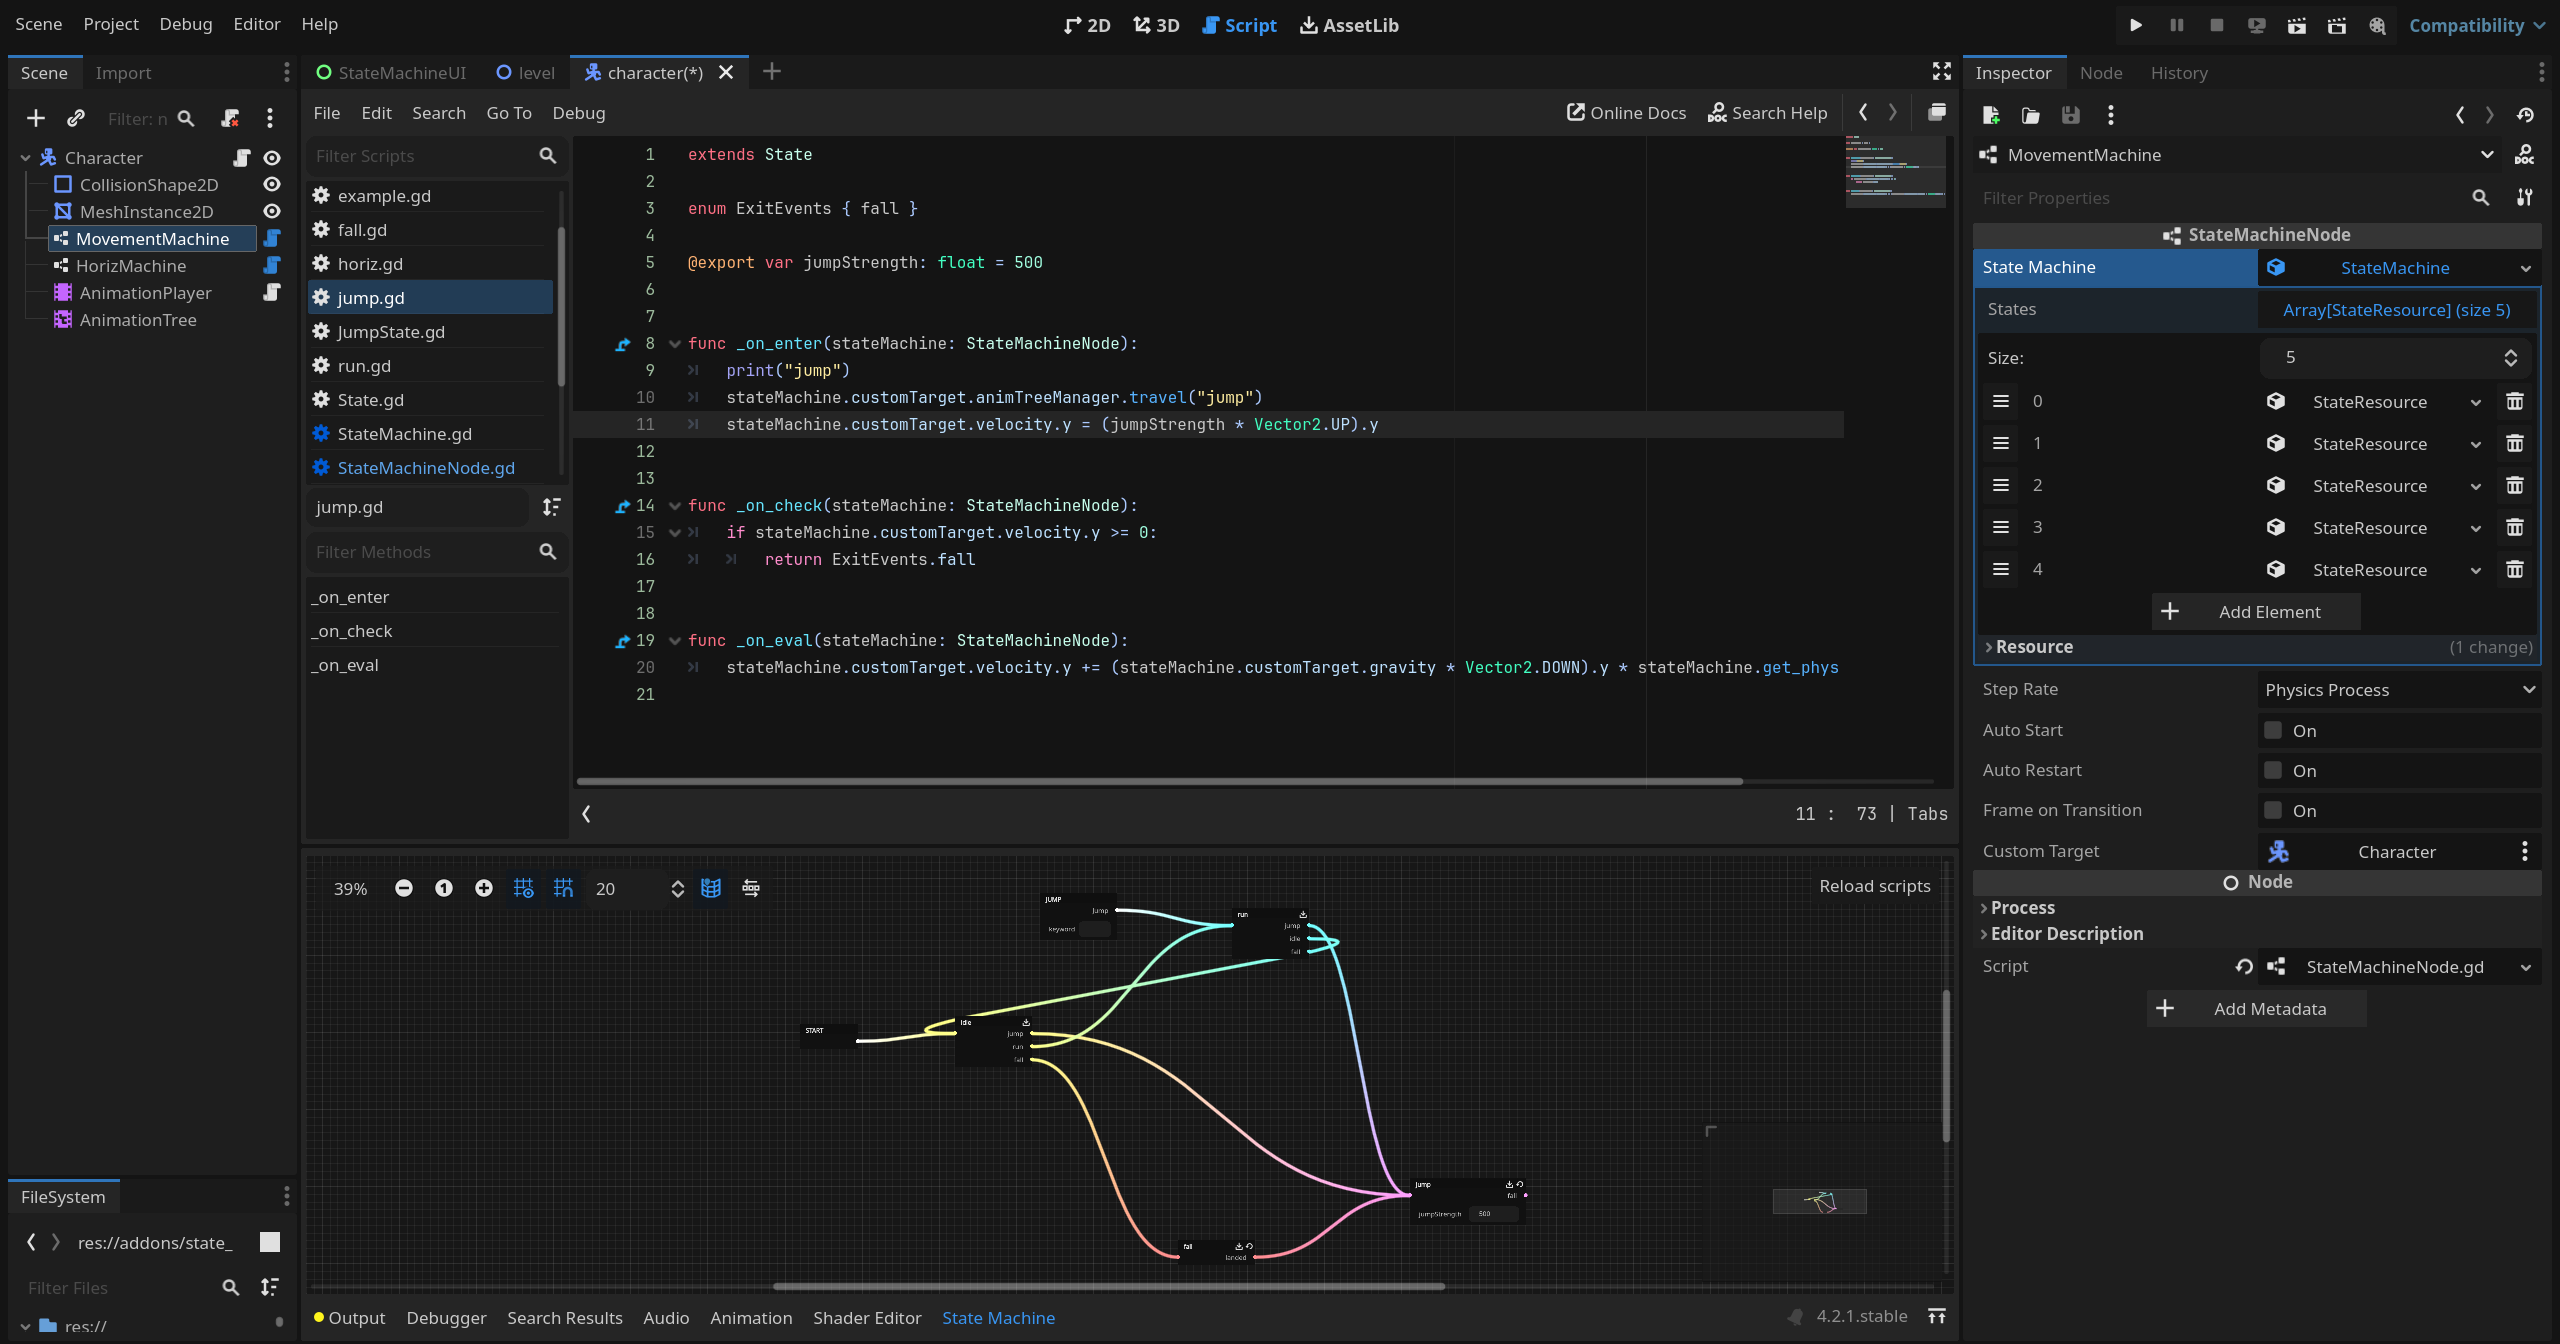 Scene Project Debug Editor Help
2D 3D Script AssetLib
Compatibility
Scene Import
Filter: n
Character
CollisionShape2D
MeshInstance2D
MovementMachine
HorizMachine
AnimationPlayer
AnimationTree
FileSystem
res://addons/state_
Filter Files
res://
StateMachineUI level character(*)
File Edit Search Go To Debug
Online Docs Search Help
Filter Scripts
example.gd
fall.gd
horiz.gd
jump.gd
JumpState.gd
run.gd
State.gd
StateMachine.gd
StateMachineNode.gd
jump.gd
Filter Methods
_on_enter
_on_check
_on_eval
1 extends State
2
3 enum ExitEvents { fall }
4
5 @export var jumpStrength: float = 500
6
7
8 func _on_enter(stateMachine: StateMachineNode):
9 print("jump")
10 stateMachine.customTarget.animTreeManager.travel("jump")
11 stateMachine.customTarget.velocity.y = (jumpStrength * Vector2.UP).y
12
13
14 func _on_check(stateMachine: StateMachineNode):
15 if stateMachine.customTarget.velocity.y >= 0:
16 return ExitEvents.fall
17
18
19 func _on_eval(stateMachine: StateMachineNode):
20 stateMachine.customTarget.velocity.y += (stateMachine.customTarget.gravity * Vector2.DOWN).y * stateMachine.get_phys
21
11 : 73 | Tabs
39% 1 20
Reload scripts
JUMP
jump
keyword
run
jump
idle
fall
START
idle
jump
run
fall
jump
fall
jumpStrength 500
fall
landed
Output Debugger Search Results Audio Animation Shader Editor State Machine
4.2.1.stable
Inspector Node History
MovementMachine
Filter Properties
StateMachineNode
State Machine StateMachine
States Array[StateResource] (size 5)
Size: 5
0 StateResource
1 StateResource
2 StateResource
3 StateResource
4 StateResource
Add Element
Resource (1 change)
Step Rate Physics Process
Auto Start On
Auto Restart On
Frame on Transition On
Custom Target Character
Node
Process
Editor Description
Script StateMachineNode.gd
Add Metadata